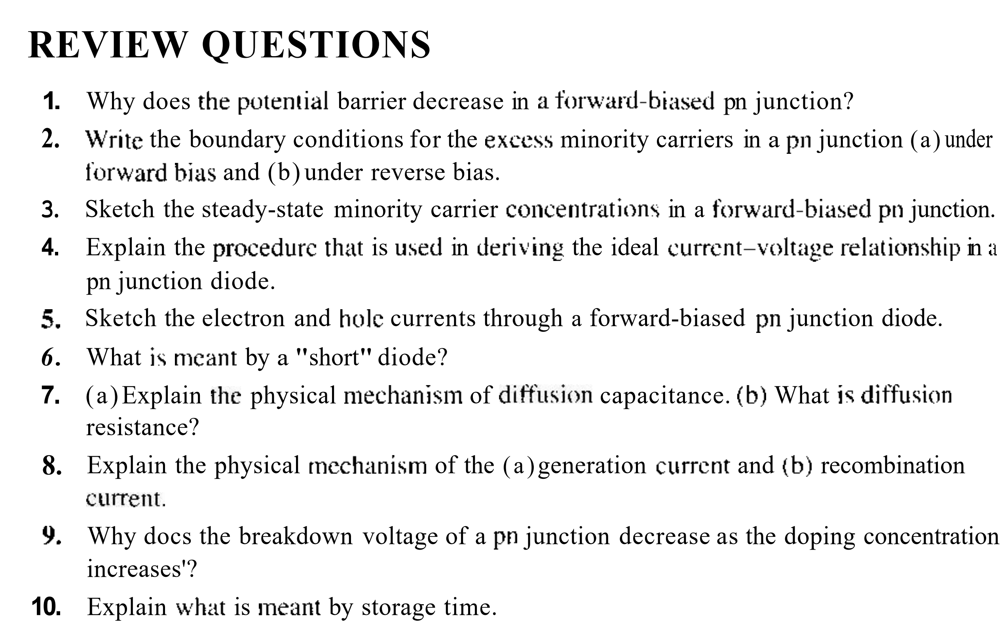 REVIEW QUESTIONS
1. Why does the potential barrier decrease in a forward-biased pn junction?
2. Write the boundary conditions for the excess minority carriers in a pn junction (a) under
forward bias and (b) under reverse bias.
3. Sketch the steady-state minority carrier concentrations in a forward-biased pn junction.
4. Explain the procedure that is used in deriving the ideal current–voltage relationship in a
pn junction diode.
5. Sketch the electron and hole currents through a forward-biased pn junction diode.
6. What is meant by a "short" diode?
7. (a) Explain the physical mechanism of diffusion capacitance. (b) What is diffusion
resistance?
8. Explain the physical mechanism of the (a) generation current and (b) recombination
current.
9. Why docs the breakdown voltage of a pn junction decrease as the doping concentration
increases'?
10. Explain what is meant by storage time.